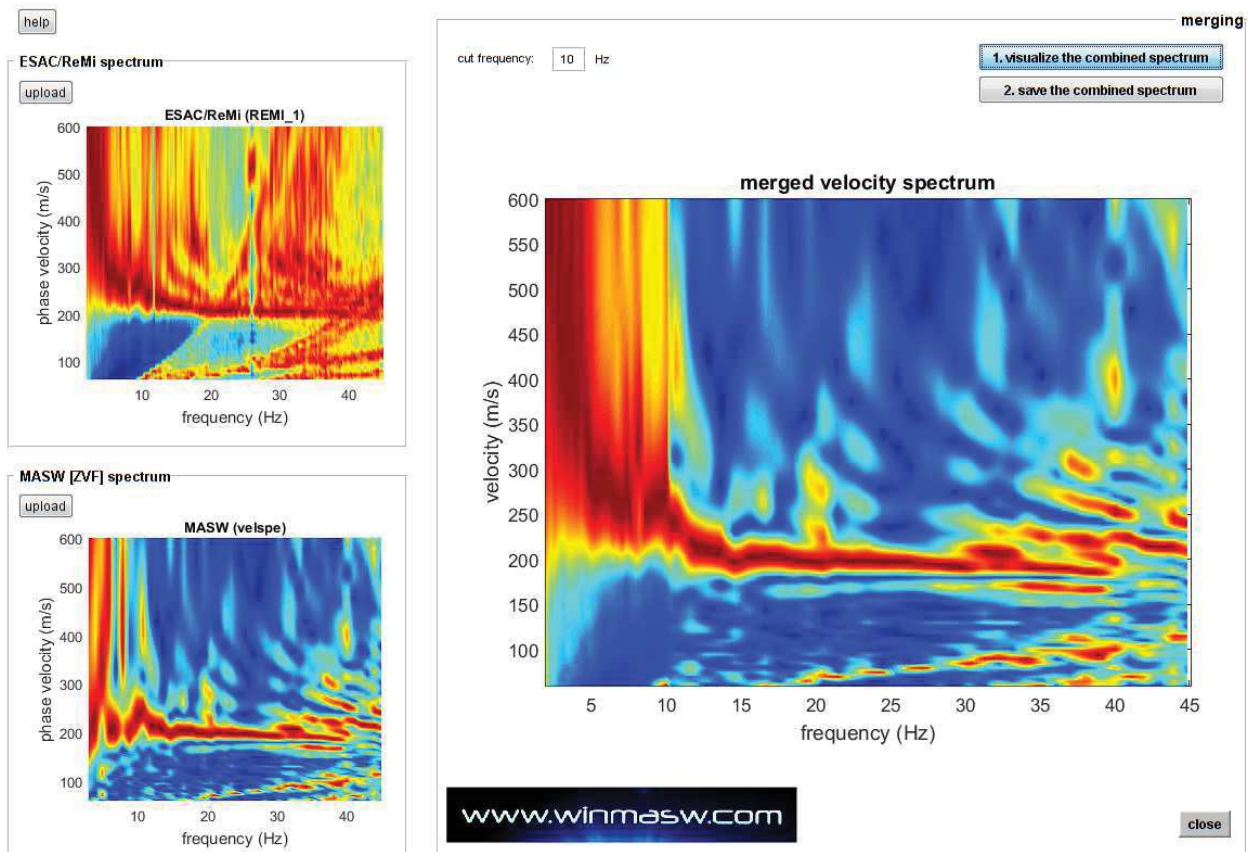 help
ESAC/ReMi spectrum
upload
ESAC/ReMi (REMI_1)
600
500
400
300
200
100
phase velocity (m/s)
10 20 30 40
frequency (Hz)
MASW [ZVF] spectrum
upload
MASW (velspe)
600
500
400
300
200
100
phase velocity (m/s)
10 20 30 40
frequency (Hz)
merging
cut frequency: 10 Hz
1. visualize the combined spectrum
2. save the combined spectrum
merged velocity spectrum
600
550
500
450
400
350
300
250
200
150
100
velocity (m/s)
5 10 15 20 25 30 35 40 45
frequency (Hz)
www.winmasw.com
close